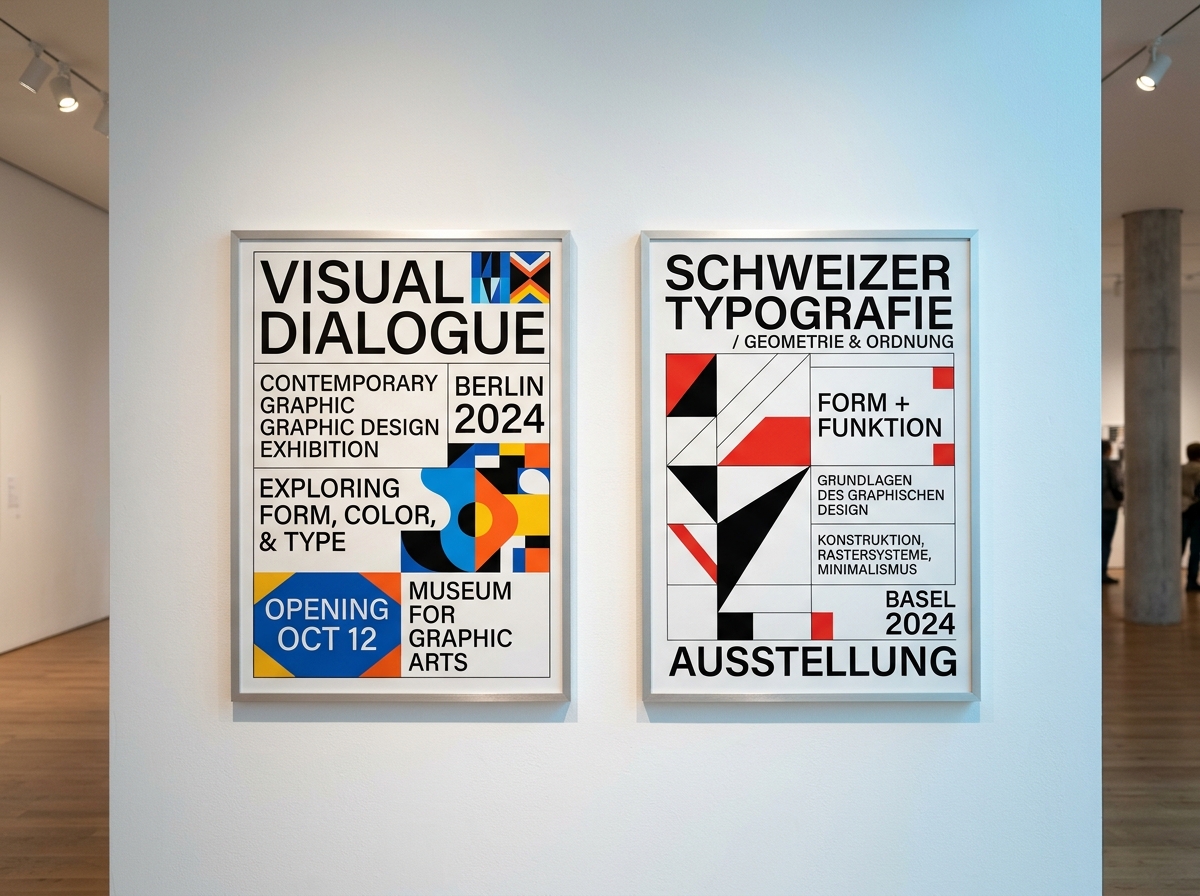 VISUAL
DIALOGUE
CONTEMPORARY
GRAPHIC
GRAPHIC DESIGN
EXHIBITION
BERLIN
2024
EXPLORING
FORM, COLOR,
& TYPE
OPENING
OCT 12
MUSEUM
FOR
GRAPHIC
ARTS
SCHWEIZER
TYPOGRAFIE
/ GEOMETRIE & ORDNUNG
FORM +
FUNKTION
GRUNDLAGEN
DES GRAPHISCHEN
DESIGN
KONSTRUKTION,
RASTERSYSTEME,
MINIMALISMUS
BASEL
2024
AUSSTELLUNG